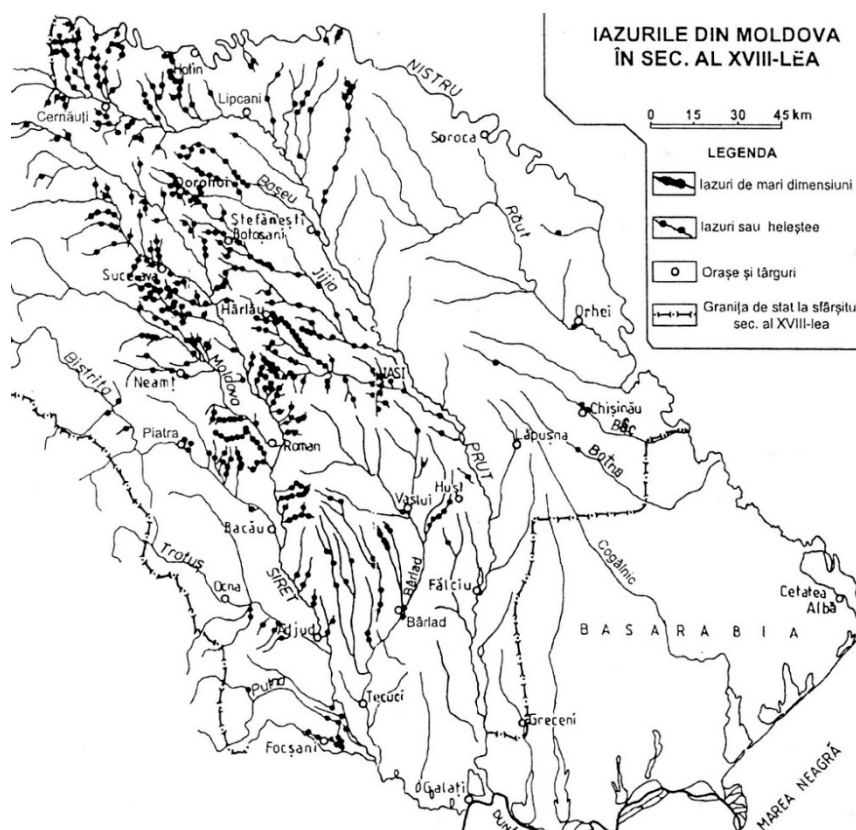 IAZURILE DIN MOLDOVA
ÎN SEC. AL XVIII-LEA
0 15 30 45 km
LEGENDA
Iazuri de mari dimensiuni
Iazuri sau heleștee
Orașe și târguri
Granița de stat la sfârșitu
sec. al XVIII-lea
Hotin
NISTRU
Cernăuți
Lipcani
Soroca
Dorohoi
Bașeu
Răut
Ștefănești
Botoșani
Jijia
Suceava
Hârlău
Orhei
Bistrița
Moldova
Neamț
IAȘI
Chișinău
Bâc
Piatra
Roman
PRUT
Lăpușna
Botna
Vaslui
Huși
Bacău
Trotuș
SIRET
Cogâlnic
Ocna
Bârlad
Fălciu
Cetatea
Albă
Bârlad
Adjud
BASARABIA
Putna
Tecuci
Greceni
Focșani
Galați
MAREA NEAGRĂ